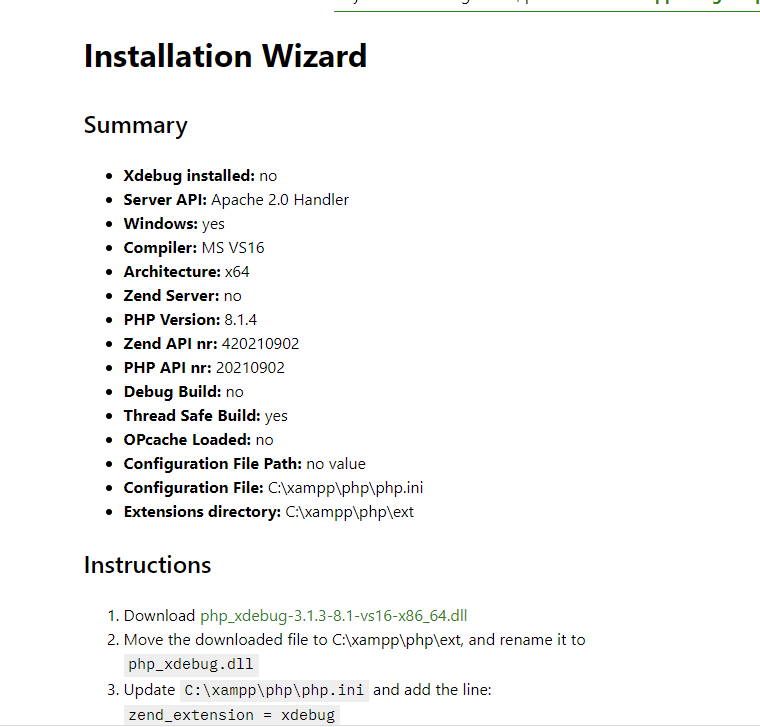 Installation Wizard
Summary
Xdebug installed: no
Server API: Apache 2.0 Handler
Windows: yes
Compiler: MS VS16
Architecture: x64
Zend Server: no
PHP Version: 8.1.4
Zend API nr: 420210902
PHP API nr: 20210902
Debug Build: no
Thread Safe Build: yes
OPcache Loaded: no
Configuration File Path: no value
Configuration File: C:\xampp\php\php.ini
Extensions directory: C:\xampp\php\ext
Instructions
1. Download php_xdebug-3.1.3-8.1-vs16-x86_64.dll
2. Move the downloaded file to C:\xampp\php\ext, and rename it to
php_xdebug.dll
3. Update C:\xampp\php\php.ini and add the line:
zend_extension = xdebug